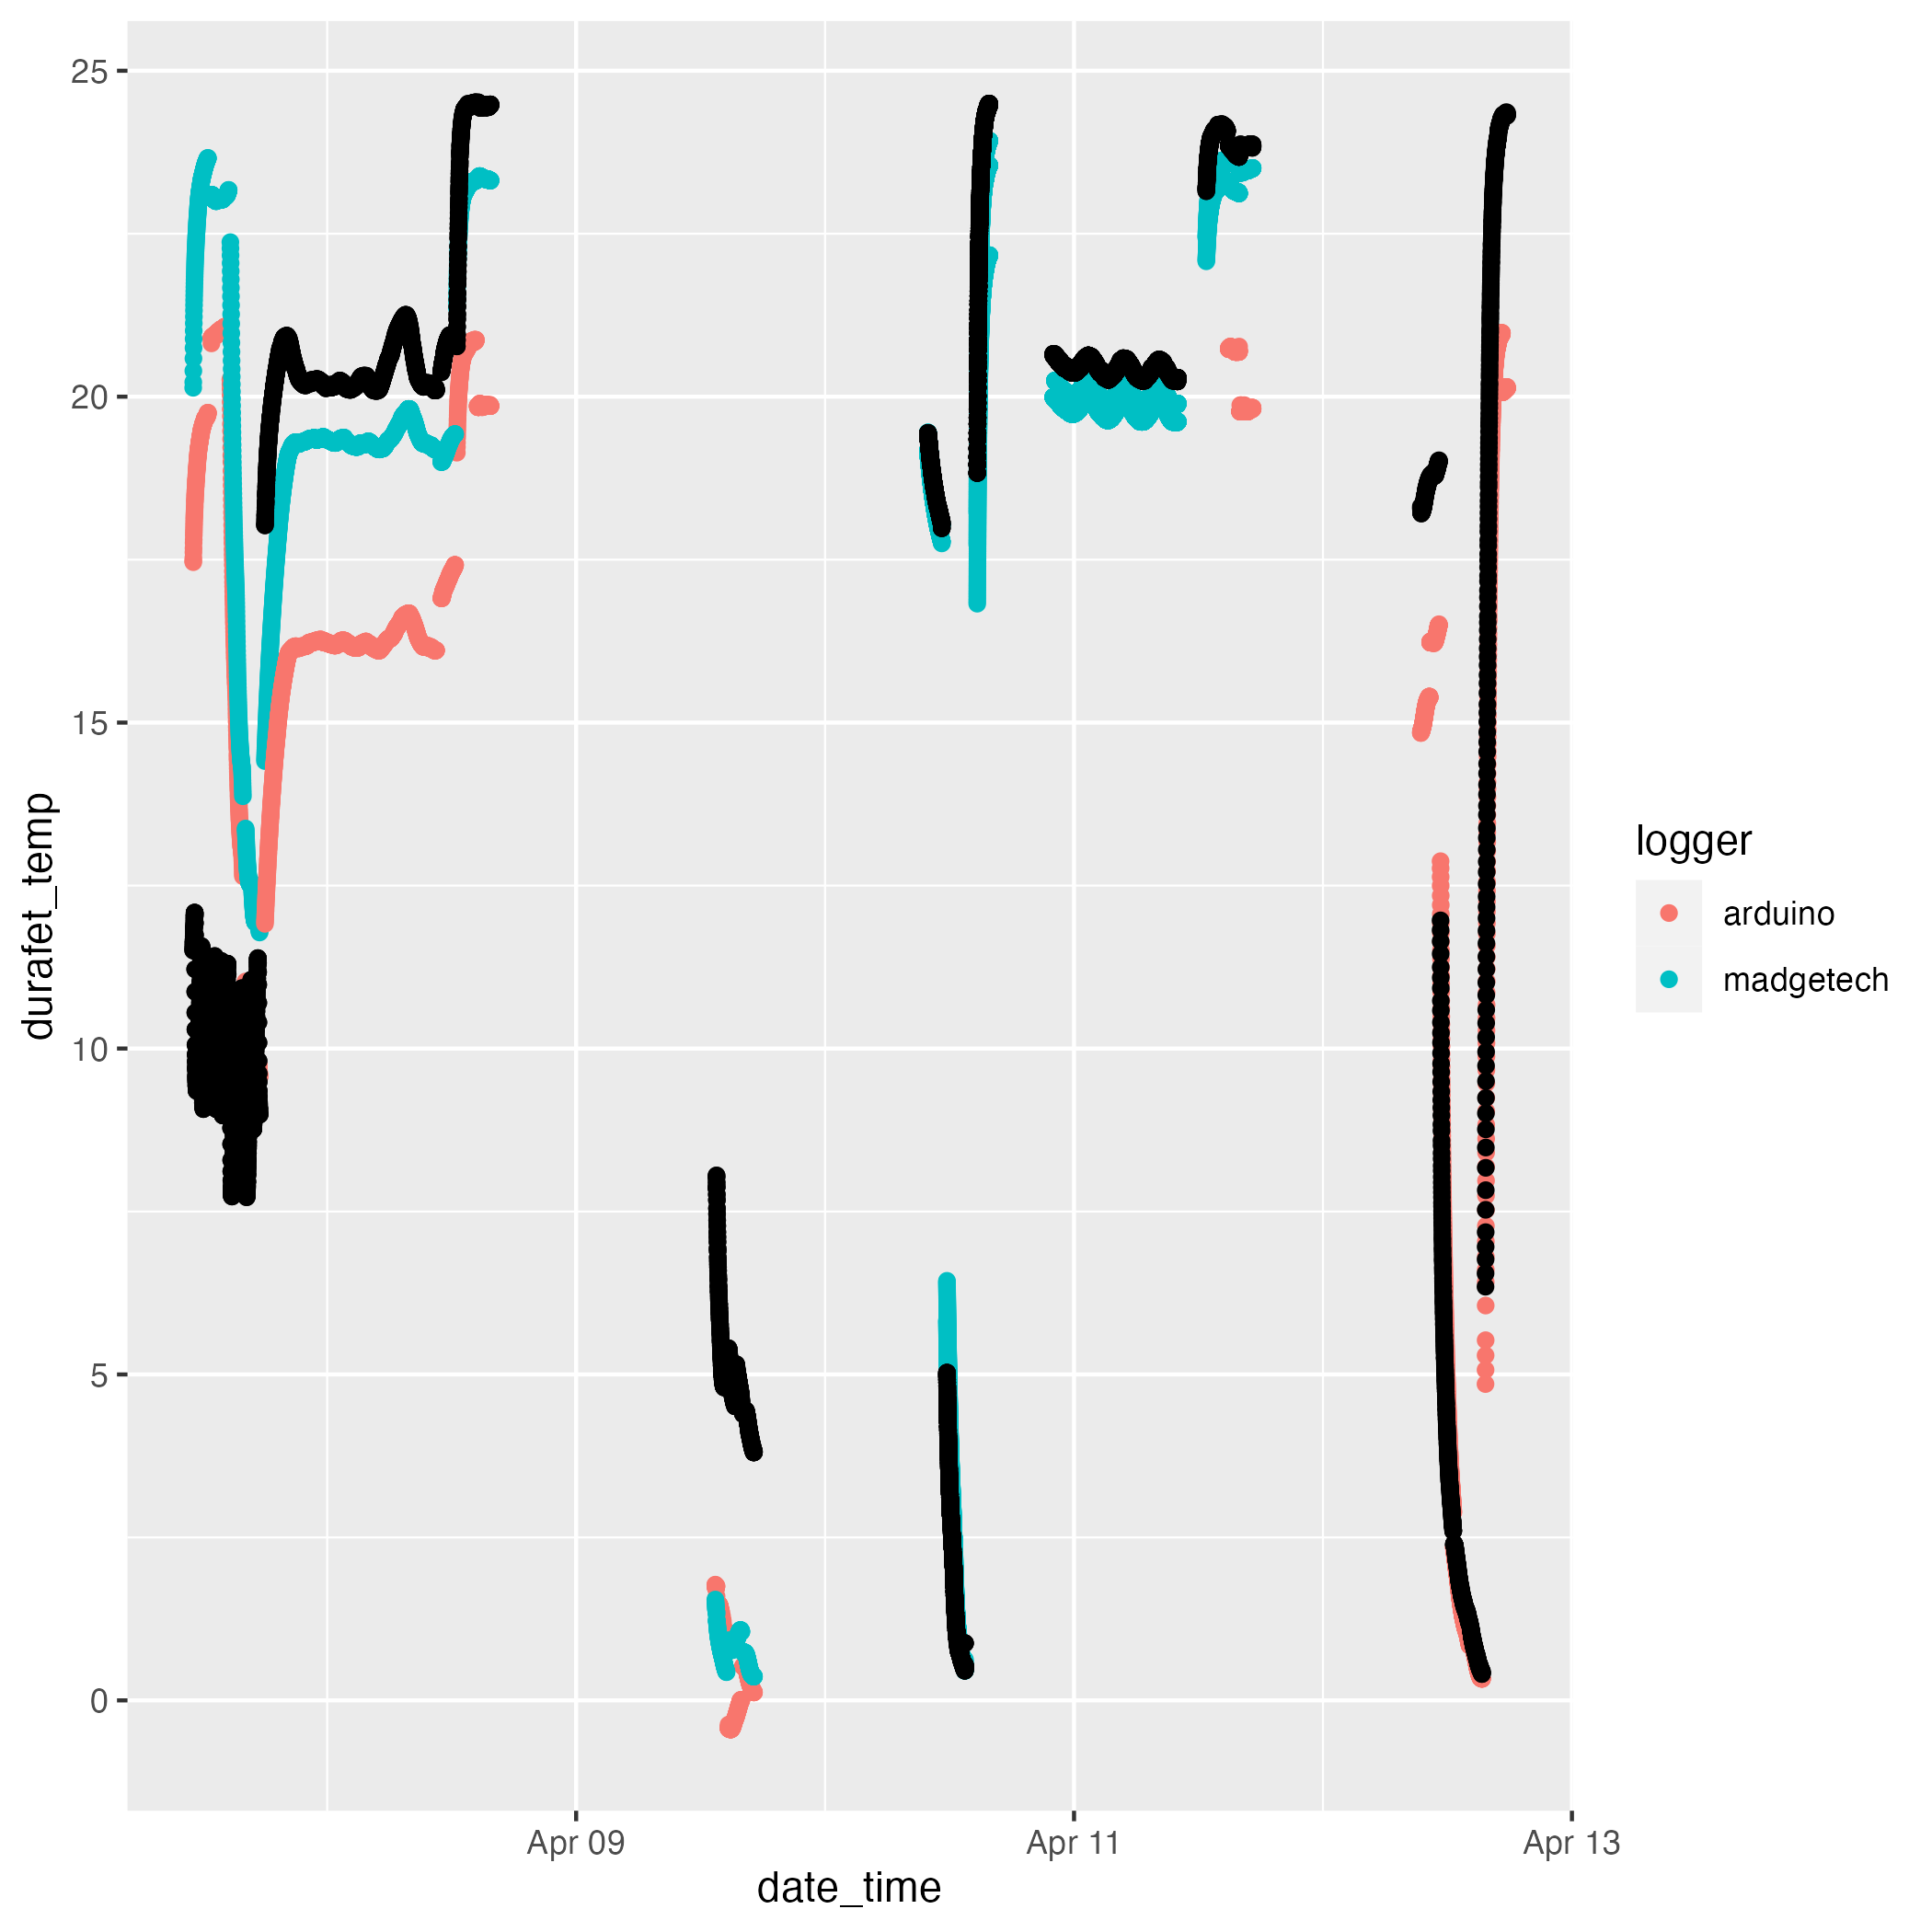 25
20
15
10
5
0
durafet_temp
Apr 09
Apr 11
Apr 13
date_time
logger
arduino
madgetech